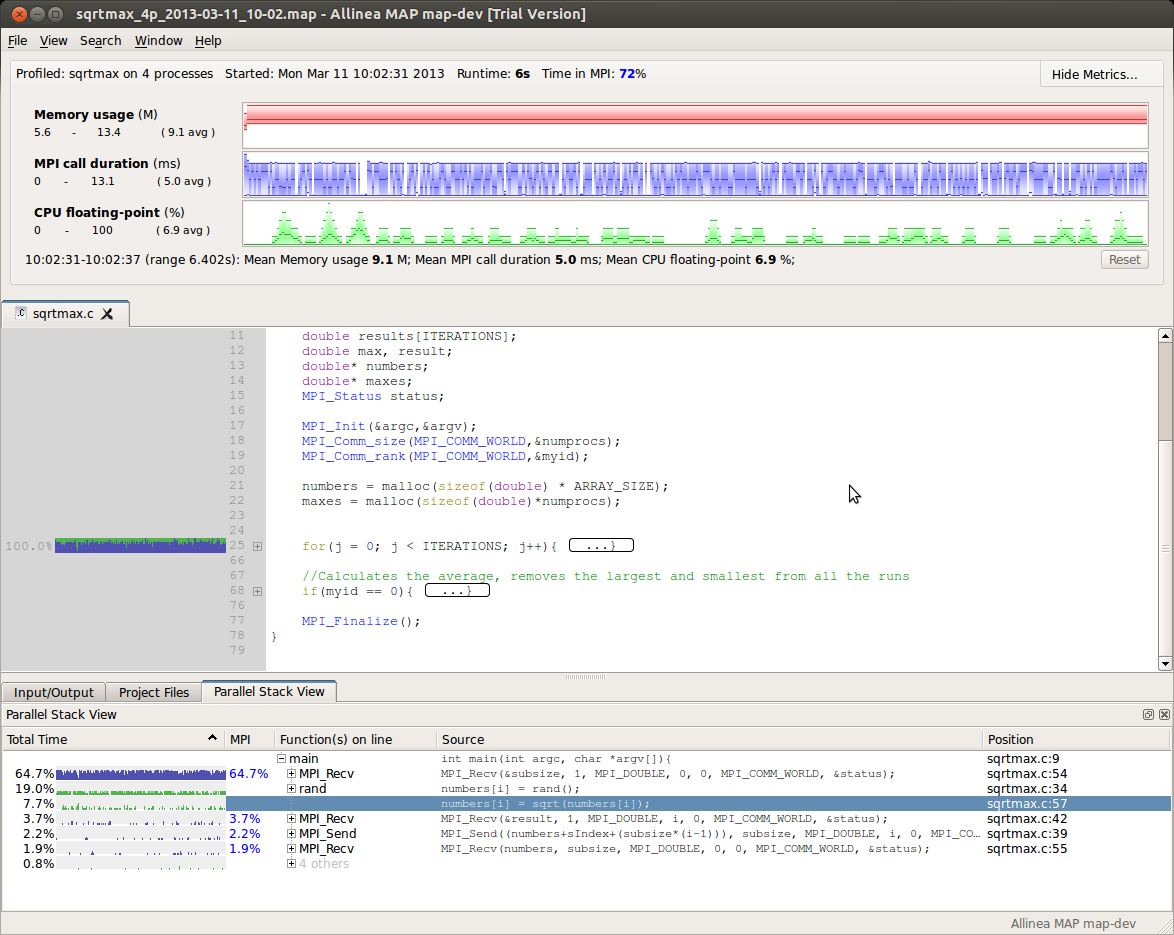 sqrtmax_4p_2013-03-11_10-02.map - Allinea MAP map-dev [Trial Version]
File View Search Window Help
Profiled: sqrtmax on 4 processes Started: Mon Mar 11 10:02:31 2013 Runtime: 6s Time in MPI: 72%
Hide Metrics...
Memory usage (M)
5.6 - 13.4 ( 9.1 avg )
MPI call duration (ms)
0 - 13.1 ( 5.0 avg )
CPU floating-point (%)
0 - 100 ( 6.9 avg )
10:02:31-10:02:37 (range 6.402s): Mean Memory usage 9.1 M; Mean MPI call duration 5.0 ms; Mean CPU floating-point 6.9 %;
Reset
.c sqrtmax.c
11 double results[ITERATIONS];
12 double max, result;
13 double* numbers;
14 double* maxes;
15 MPI_Status status;
16
17 MPI_Init(&argc,&argv);
18 MPI_Comm_size(MPI_COMM_WORLD,&numprocs);
19 MPI_Comm_rank(MPI_COMM_WORLD,&myid);
20
21 numbers = malloc(sizeof(double) * ARRAY_SIZE);
22 maxes = malloc(sizeof(double)*numprocs);
23
24
100.0% 25 for(j = 0; j < ITERATIONS; j++){ ...}
66
67 //Calculates the average, removes the largest and smallest from all the runs
68 if(myid == 0){ ...}
76
77 MPI_Finalize();
78 }
79
Input/Output Project Files Parallel Stack View
Parallel Stack View
Total Time MPI Function(s) on line Source Position
main int main(int argc, char *argv[]){ sqrtmax.c:9
64.7% 64.7% MPI_Recv MPI_Recv(&subsize, 1, MPI_DOUBLE, 0, 0, MPI_COMM_WORLD, &status); sqrtmax.c:54
19.0% rand numbers[i] = rand(); sqrtmax.c:34
7.7% numbers[i] = sqrt(numbers[i]); sqrtmax.c:57
3.7% 3.7% MPI_Recv MPI_Recv(&result, 1, MPI_DOUBLE, i, 0, MPI_COMM_WORLD, &status); sqrtmax.c:42
2.2% 2.2% MPI_Send MPI_Send((numbers+sIndex+(subsize*(i-1))), subsize, MPI_DOUBLE, i, 0, MPI_CO... sqrtmax.c:39
1.9% 1.9% MPI_Recv MPI_Recv(numbers, subsize, MPI_DOUBLE, 0, 0, MPI_COMM_WORLD, &status); sqrtmax.c:55
0.8% 4 others
Allinea MAP map-dev